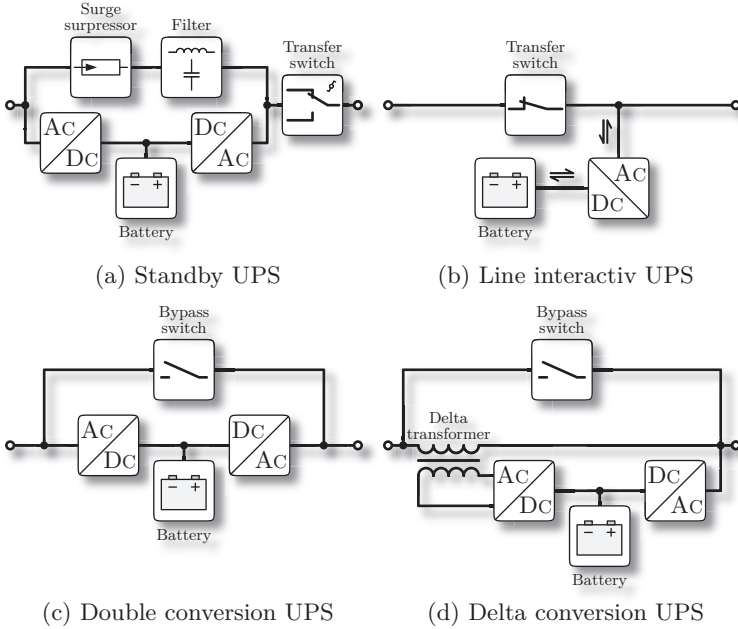 Surge
surpressor
Filter
Transfer
switch
AC
DC
DC
AC
− +
Battery
(a) Standby UPS
Transfer
switch
AC
DC
− +
Battery
(b) Line interactiv UPS
Bypass
switch
AC
DC
DC
AC
− +
Battery
(c) Double conversion UPS
Bypass
switch
Delta
transformer
AC
DC
DC
AC
− +
Battery
(d) Delta conversion UPS